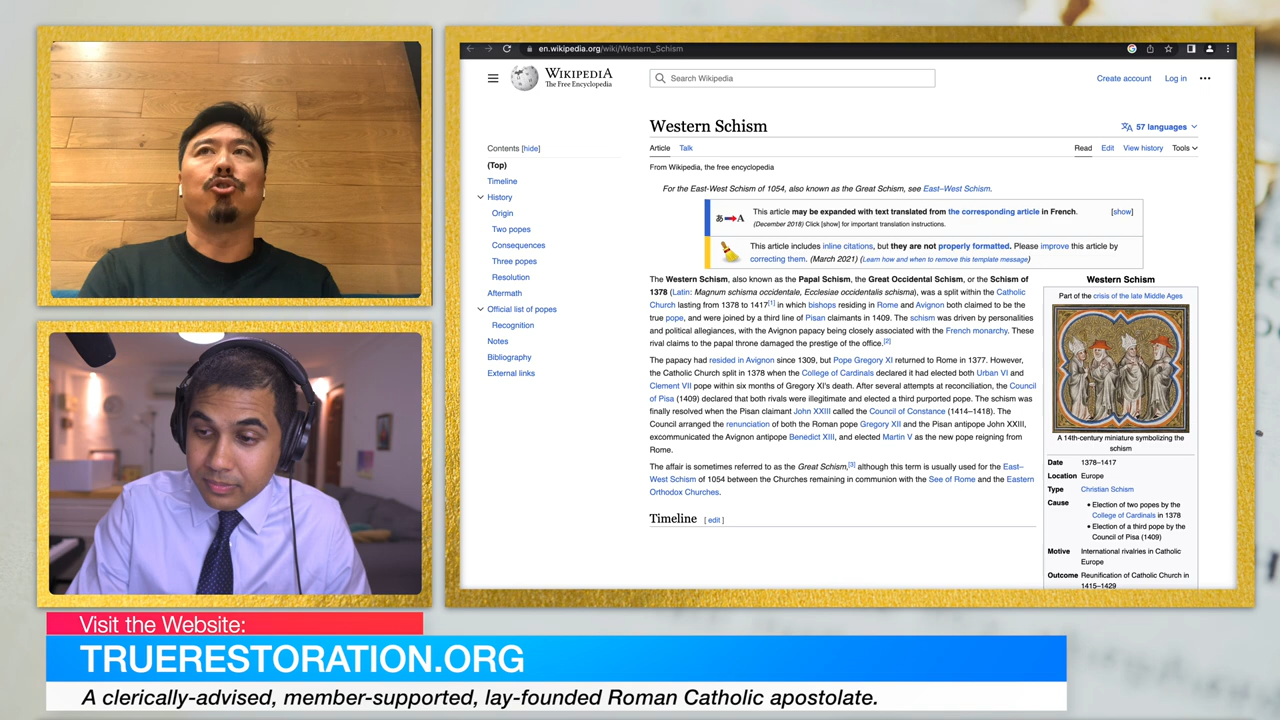 en.wikipedia.org/wiki/Western_Schism
WIKIPEDIA
The Free Encyclopedia
Search Wikipedia
Create account Log in
Western Schism
57 languages
Contents [hide]
Article Talk
Read Edit View history Tools
(Top)
From Wikipedia, the free encyclopedia
Timeline
History
Origin
Two popes
Consequences
Three popes
Resolution
Aftermath
Official list of popes
Recognition
Notes
Bibliography
External links
For the East-West Schism of 1054, also known as the Great Schism, see East–West Schism.
あ A This article may be expanded with text translated from the corresponding article in French. [show]
(December 2018) Click [show] for important translation instructions.
This article includes inline citations, but they are not properly formatted. Please improve this article by
correcting them. (March 2021) (Learn how and when to remove this template message)
The Western Schism, also known as the Papal Schism, the Great Occidental Schism, or the Schism of
1378 (Latin: Magnum schisma occidentale, Ecclesiae occidentalis schisma), was a split within the Catholic
Church lasting from 1378 to 1417[1] in which bishops residing in Rome and Avignon both claimed to be the
true pope, and were joined by a third line of Pisan claimants in 1409. The schism was driven by personalities
and political allegiances, with the Avignon papacy being closely associated with the French monarchy. These
rival claims to the papal throne damaged the prestige of the office.[2]
The papacy had resided in Avignon since 1309, but Pope Gregory XI returned to Rome in 1377. However,
the Catholic Church split in 1378 when the College of Cardinals declared it had elected both Urban VI and
Clement VII pope within six months of Gregory XI's death. After several attempts at reconciliation, the Council
of Pisa (1409) declared that both rivals were illegitimate and elected a third purported pope. The schism was
finally resolved when the Pisan claimant John XXIII called the Council of Constance (1414–1418). The
Council arranged the renunciation of both the Roman pope Gregory XII and the Pisan antipope John XXIII,
excommunicated the Avignon antipope Benedict XIII, and elected Martin V as the new pope reigning from
Rome.
The affair is sometimes referred to as the Great Schism,[3] although this term is usually used for the East–
West Schism of 1054 between the Churches remaining in communion with the See of Rome and the Eastern
Orthodox Churches.
Timeline [ edit ]
Western Schism
Part of the crisis of the late Middle Ages
A 14th-century miniature symbolizing the
schism
Date 1378–1417
Location Europe
Type Christian Schism
Cause • Election of two popes by the
College of Cardinals in 1378
• Election of a third pope by the
Council of Pisa (1409)
Motive International rivalries in Catholic
Europe
Outcome Reunification of Catholic Church in
1415–1429
Visit the Website:
TRUERESTORATION.ORG
A clerically-advised, member-supported, lay-founded Roman Catholic apostolate.